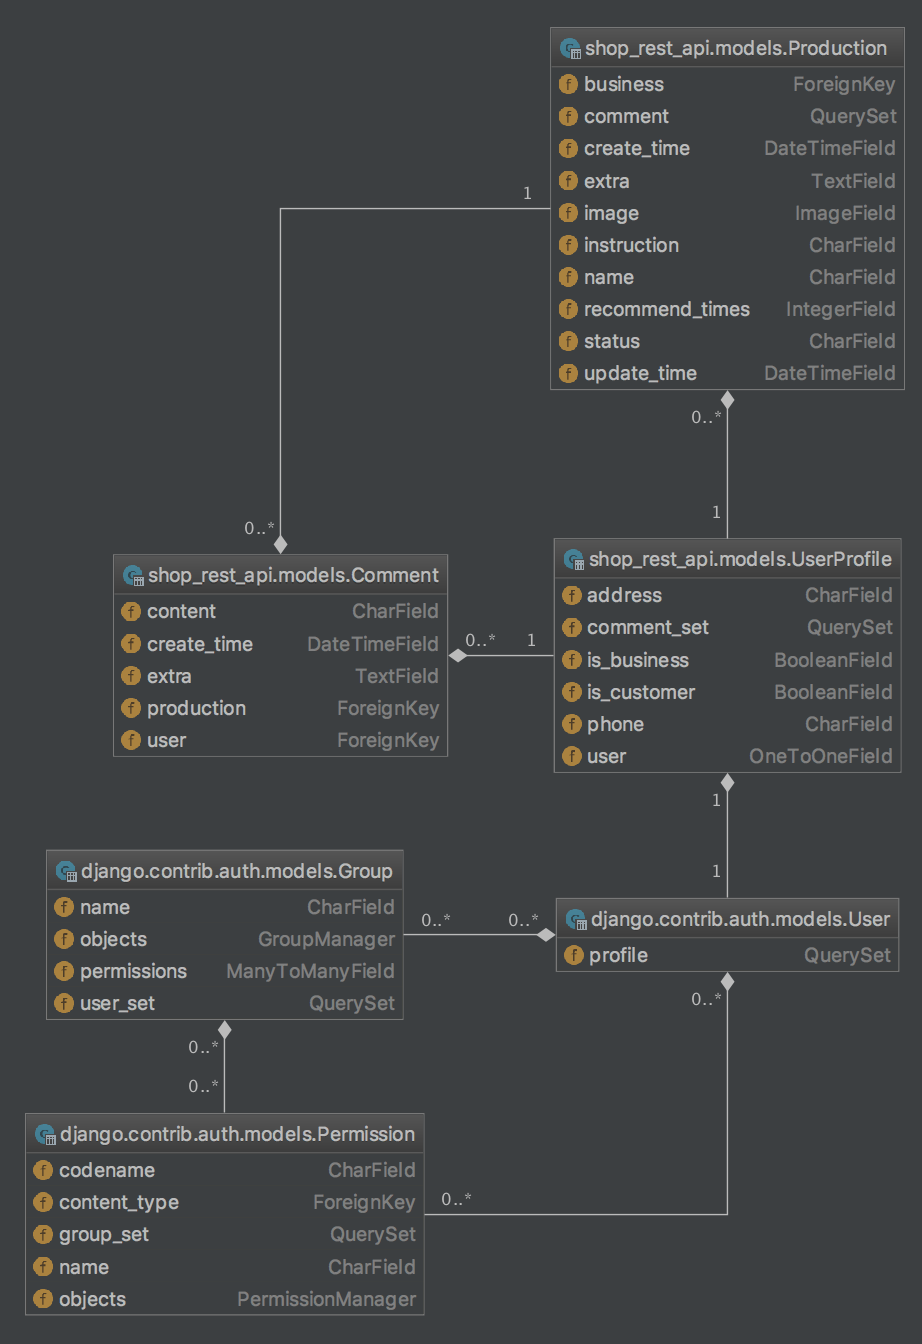 shop_rest_api.models.Production
business ForeignKey
comment QuerySet
create_time DateTimeField
extra TextField
image ImageField
instruction CharField
name CharField
recommend_times IntegerField
status CharField
update_time DateTimeField
1
0..*
1
0..*
shop_rest_api.models.Comment
content CharField
create_time DateTimeField
extra TextField
production ForeignKey
user ForeignKey
0..* 1
shop_rest_api.models.UserProfile
address CharField
comment_set QuerySet
is_business BooleanField
is_customer BooleanField
phone CharField
user OneToOneField
1
1
django.contrib.auth.models.Group
name CharField
objects GroupManager
permissions ManyToManyField
user_set QuerySet
0..* 0..*
django.contrib.auth.models.User
profile QuerySet
0..*
0..*
0..*
django.contrib.auth.models.Permission
codename CharField
content_type ForeignKey
group_set QuerySet
name CharField
objects PermissionManager
0..*